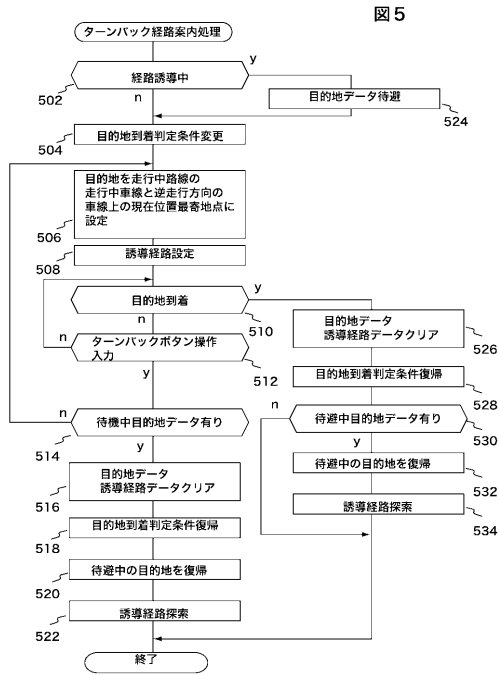 図５
ターンバック経路案内処理
y
経路誘導中
502
n
目的地データ待避
524
目的地到着判定条件変更
504
目的地を走行中路線の
走行中車線と逆走行方向の
車線上の現在位置最寄地点に
設定
506
誘導経路設定
508
y
目的地到着
510
n
目的地データ
誘導経路データクリア
526
n
ターンバックボタン操作
入力
512
y
目的地到着判定条件復帰
528
n
待機中目的地データ有り
514
n
待避中目的地データ有り
530
y
y
目的地データ
誘導経路データクリア
516
待避中の目的地を復帰
532
誘導経路探索
534
目的地到着判定条件復帰
518
待避中の目的地を復帰
520
誘導経路探索
522
終了